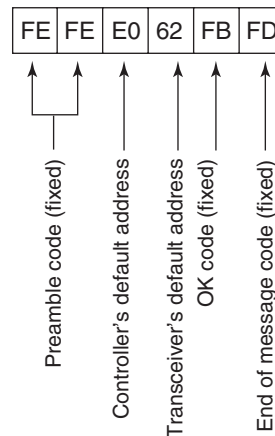 FE FE E0 62 FB FD
Preamble code (fixed)
Controller's default address
Transceiver's default address
OK code (fixed)
End of message code (fixed)